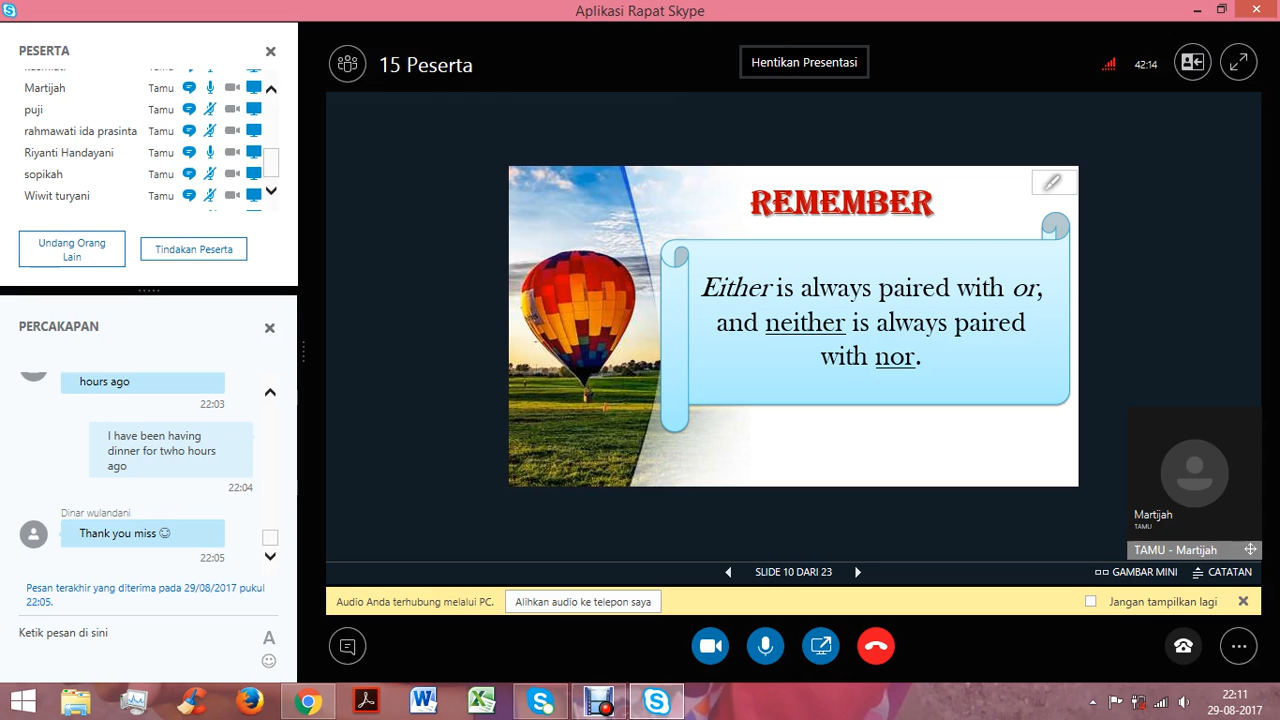 Aplikasi Rapat Skype
PESERTA
Martijah Tamu
puji Tamu
rahmawati ida prasinta Tamu
Riyanti Handayani Tamu
sopikah Tamu
Wiwit turyani Tamu
Undang Orang
Lain
Tindakan Peserta
PERCAKAPAN
hours ago
22:03
I have been having
dinner for twho hours
ago
22:04
Dinar wulandani
Thank you miss
22:05
Pesan terakhir yang diterima pada 29/08/2017 pukul
22:05.
Ketik pesan di sini
A
15 Peserta
Hentikan Presentasi
42:14
REMEMBER
Either is always paired with or,
and neither is always paired
with nor.
Martijah
TAMU
TAMU - Martijah
SLIDE 10 DARI 23
GAMBAR MINI
CATATAN
Audio Anda terhubung melalui PC.
Alihkan audio ke telepon saya
Jangan tampilkan lagi
22:11
29-08-2017